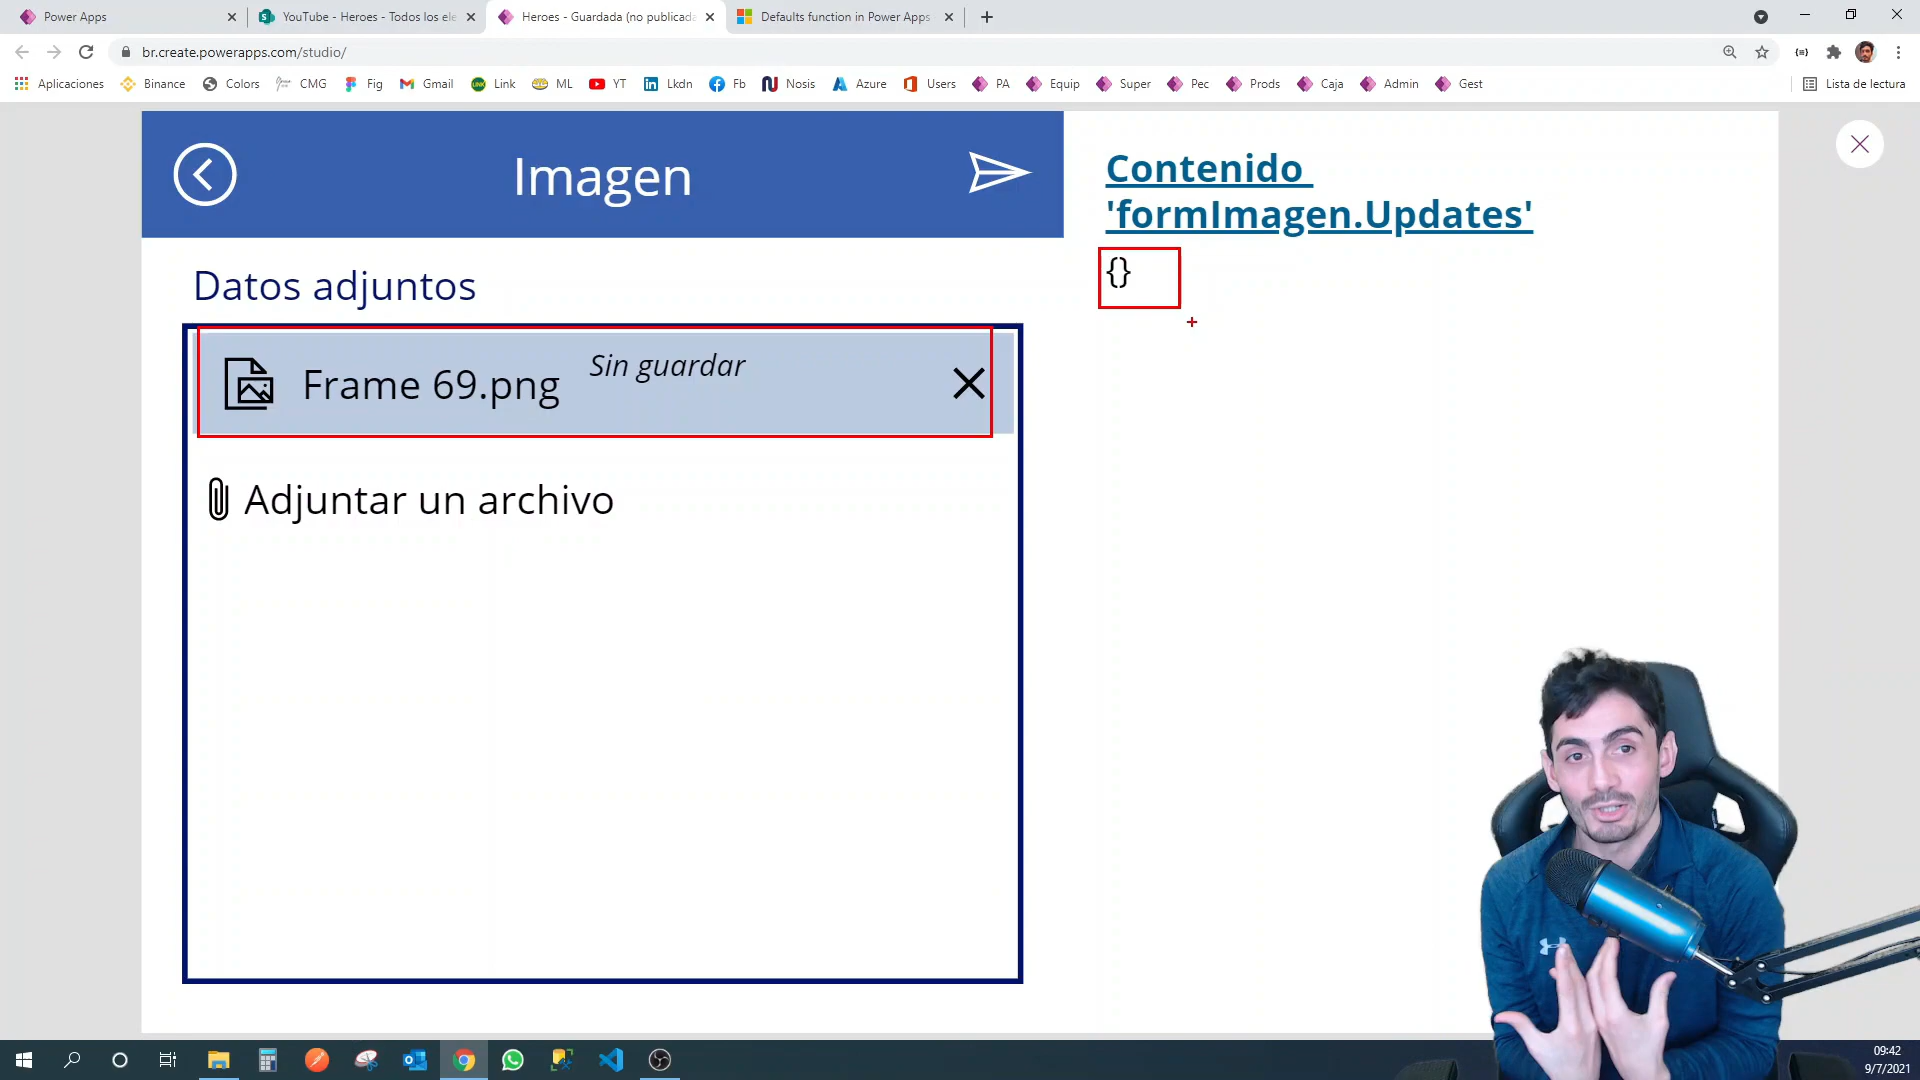 Power Apps
YouTube - Heroes - Todos los ele
Heroes - Guardada (no publicada
Defaults function in Power Apps
br.create.powerapps.com/studio/
Aplicaciones
Binance
Colors
CMG
Fig
Gmail
Link
ML
YT
Lkdn
Fb
Nosis
Azure
Users
PA
Equip
Super
Pec
Prods
Caja
Admin
Gest
Lista de lectura
Imagen
Contenido
'formImagen.Updates'
{}
Datos adjuntos
Frame 69.png
Sin guardar
Adjuntar un archivo
09:42
9/7/2021